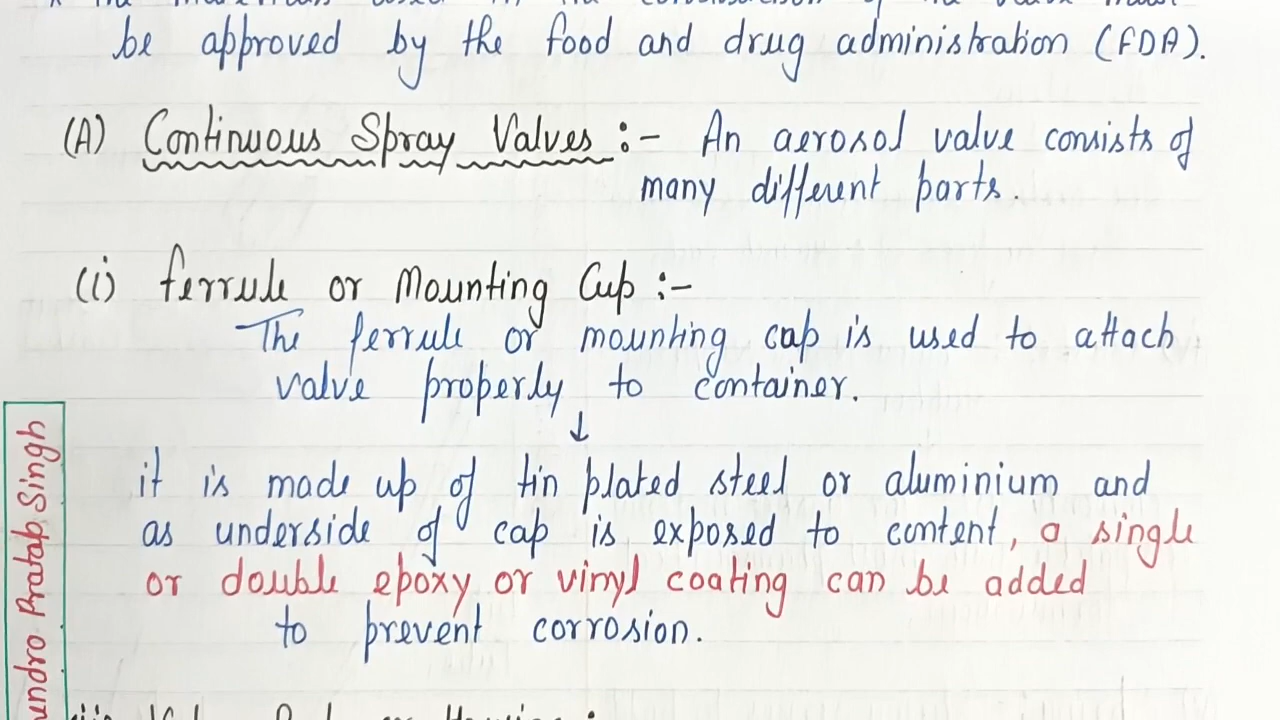 be approved by the food and drug administration (FDA).
(A) Continuous Spray Valves :- An aerosol valve consists of
many different parts.
(i) ferrule or Mounting Cup :-
The ferrule or mounting cap is used to attach
valve properly to container.
↓
it is made up of tin plated steel or aluminium and
as underside of cap is exposed to content, a single
or double epoxy or vinyl coating can be added
to prevent corrosion.
Pratap Singh